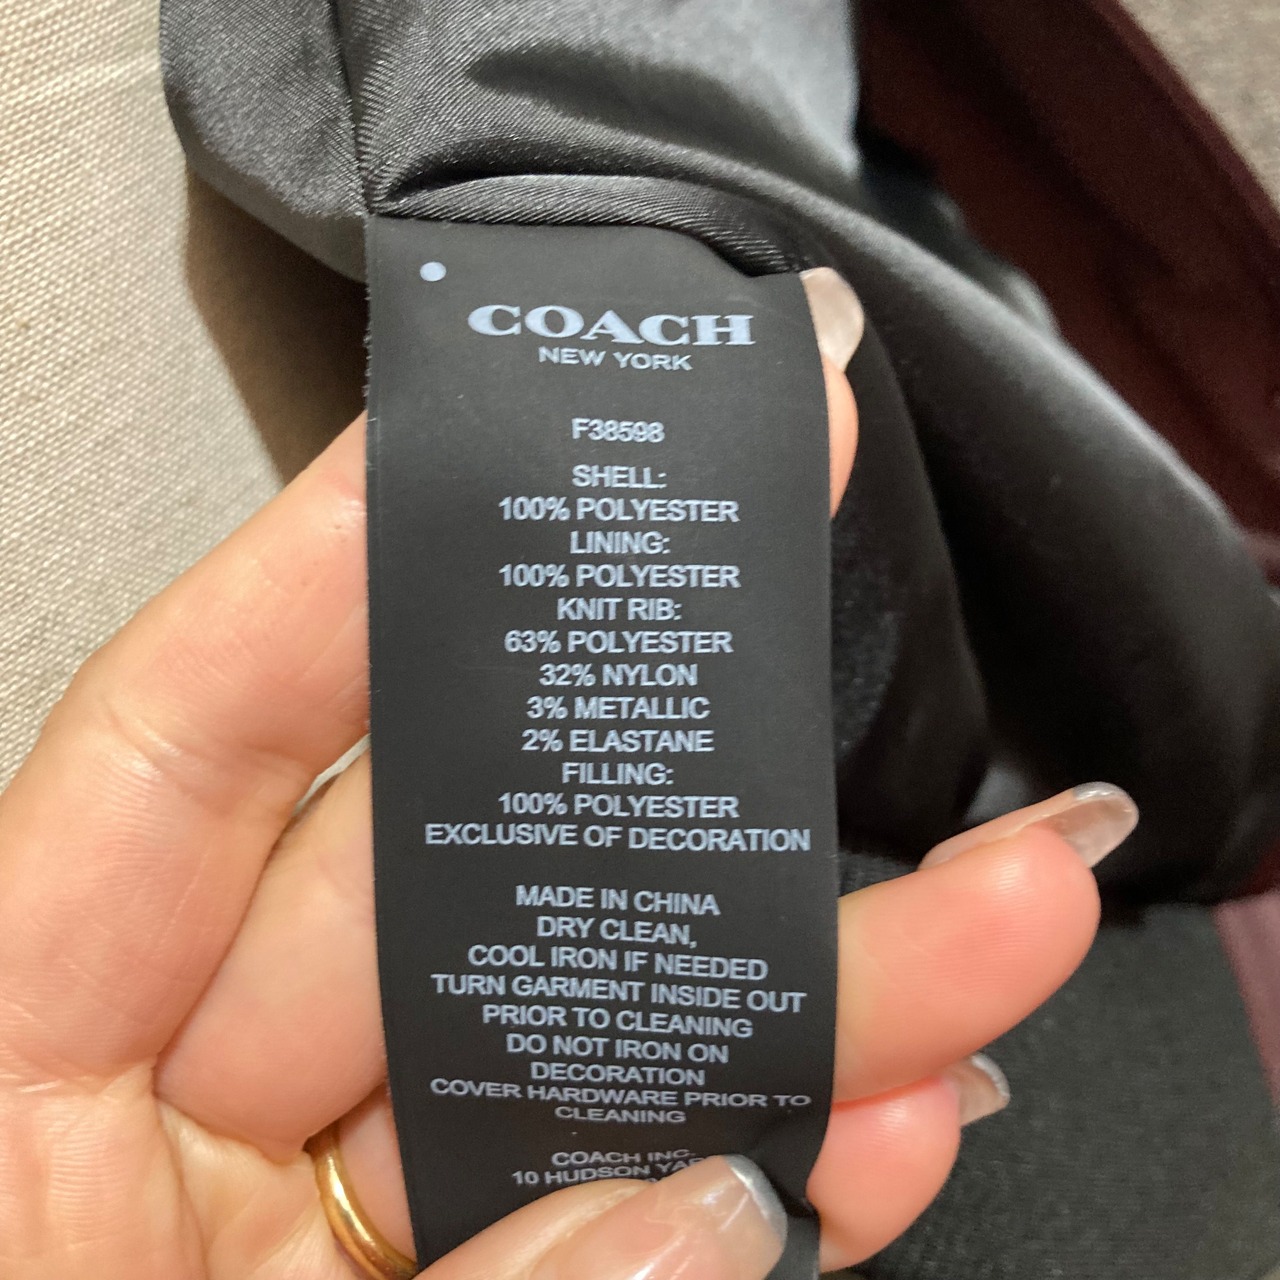 COACH
NEW YORK
F38598
SHELL:
100% POLYESTER
LINING:
100% POLYESTER
KNIT RIB:
63% POLYESTER
32% NYLON
3% METALLIC
2% ELASTANE
FILLING:
100% POLYESTER
EXCLUSIVE OF DECORATION
MADE IN CHINA
DRY CLEAN,
COOL IRON IF NEEDED
TURN GARMENT INSIDE OUT
PRIOR TO CLEANING
DO NOT IRON ON
DECORATION
COVER HARDWARE PRIOR TO
CLEANING
COACH INC.
10 HUDSON